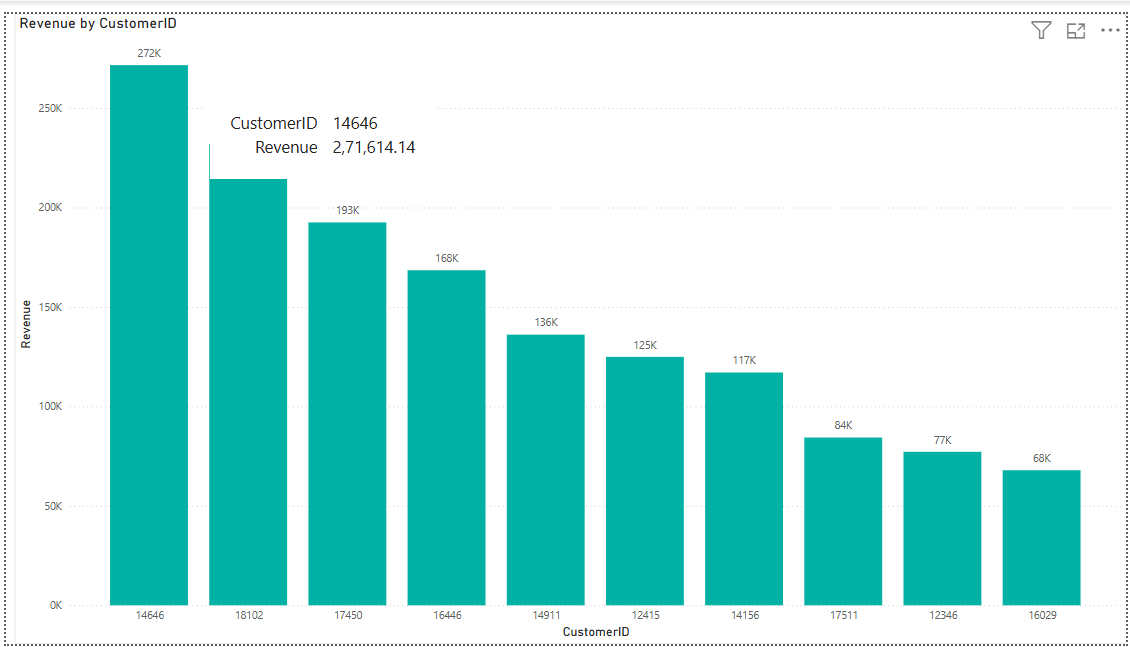 Revenue by CustomerID
272K
250K
CustomerID 14646
Revenue 2,71,614.14
200K
193K
168K
150K
136K
125K
117K
100K
84K
77K
68K
50K
0K
Revenue
14646 18102 17450 16446 14911 12415 14156 17511 12346 16029
CustomerID